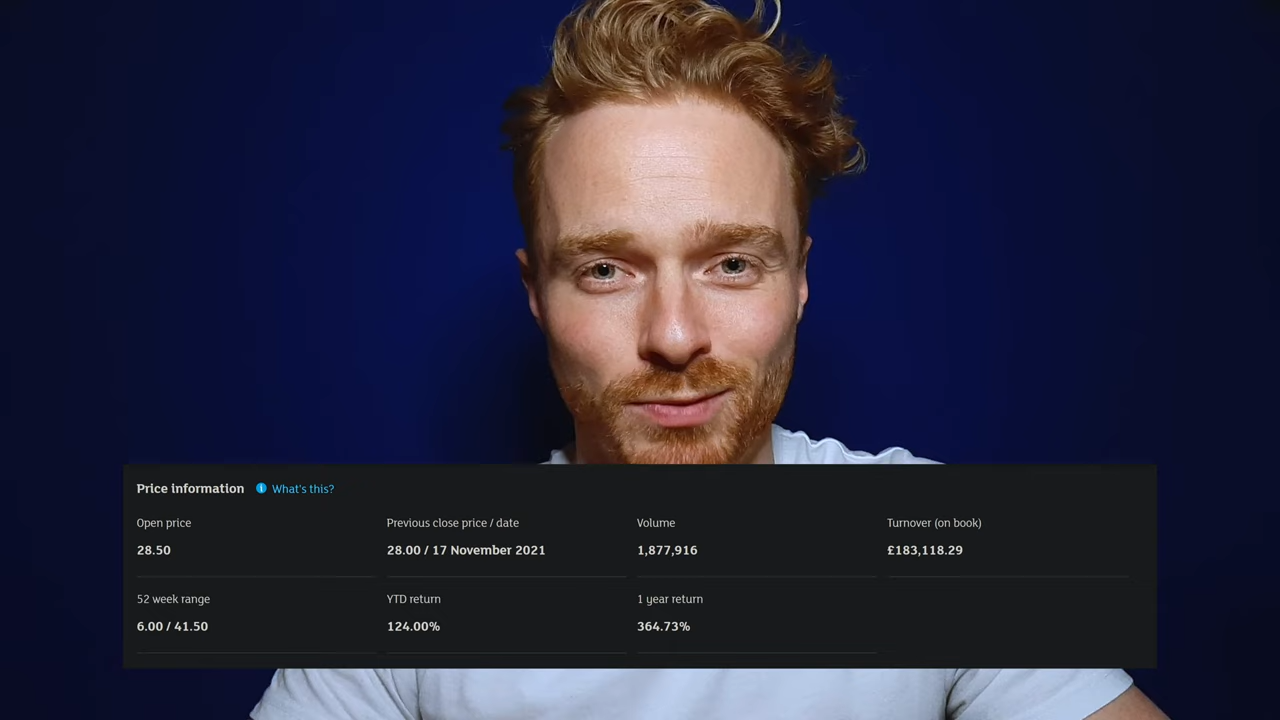 Price information i What's this?
Open price Previous close price / date Volume Turnover (on book)
28.50 28.00 / 17 November 2021 1,877,916 £183,118.29
52 week range YTD return 1 year return
6.00 / 41.50 124.00% 364.73%